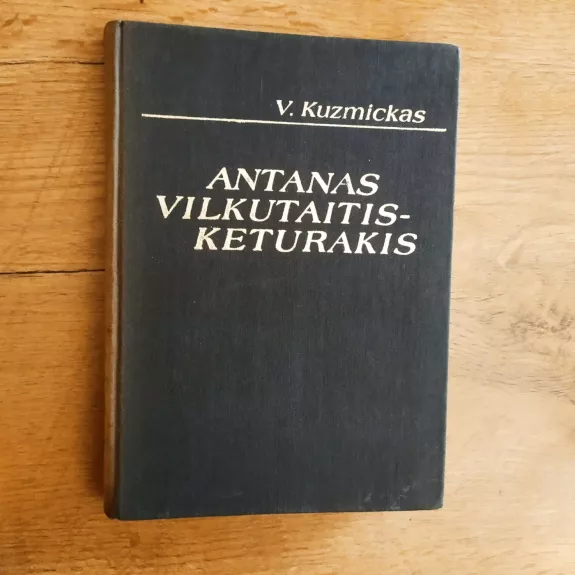 V. Kuzmickas
ANTANAS
VILKUTAITIS-
KETURAKIS